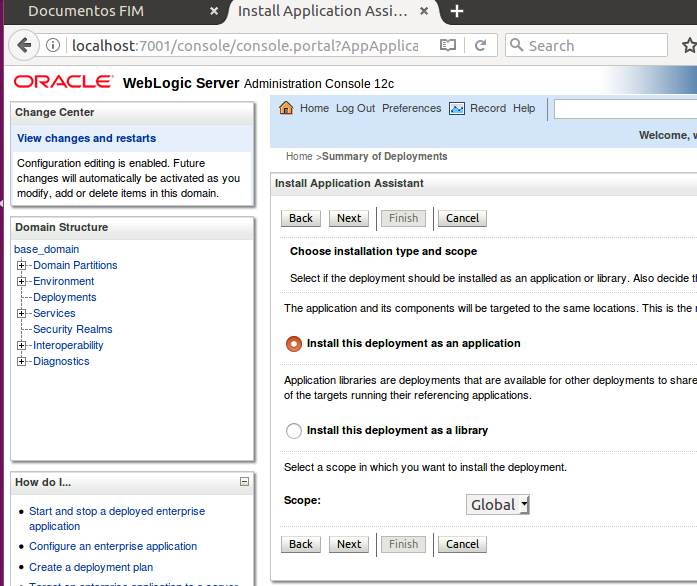 Documentos FIM
Install Application Assi...
localhost:7001/console/console.portal?AppApplica
Search
ORACLE WebLogic Server Administration Console 12c
Change Center
View changes and restarts
Configuration editing is enabled. Future
changes will automatically be activated as you
modify, add or delete items in this domain.
Domain Structure
base_domain
Domain Partitions
Environment
Deployments
Services
Security Realms
Interoperability
Diagnostics
How do I...
Start and stop a deployed enterprise
application
Configure an enterprise application
Create a deployment plan
Target an enterprise application to a server
Home Log Out Preferences Record Help
Welcome,
Home >Summary of Deployments
Install Application Assistant
Back Next Finish Cancel
Choose installation type and scope
Select if the deployment should be installed as an application or library. Also decide
The application and its components will be targeted to the same locations. This is the
Install this deployment as an application
Application libraries are deployments that are available for other deployments to share
of the targets running their referencing applications.
Install this deployment as a library
Select a scope in which you want to install the deployment.
Scope: Global
Back Next Finish Cancel